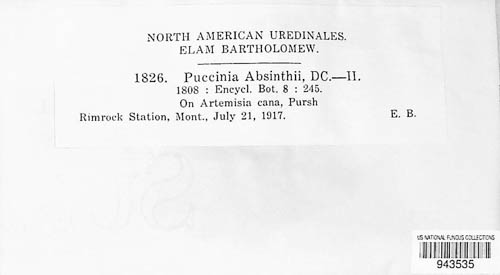 NORTH AMERICAN UREDINALES.
ELAM BARTHOLOMEW.
1826. Puccinia Absinthii, DC.—II.
1808 : Encycl. Bot. 8 : 245.
On Artemisia cana, Pursh
Rimrock Station, Mont., July 21, 1917. E. B.
US NATIONAL FUNGUS COLLECTIONS
943535